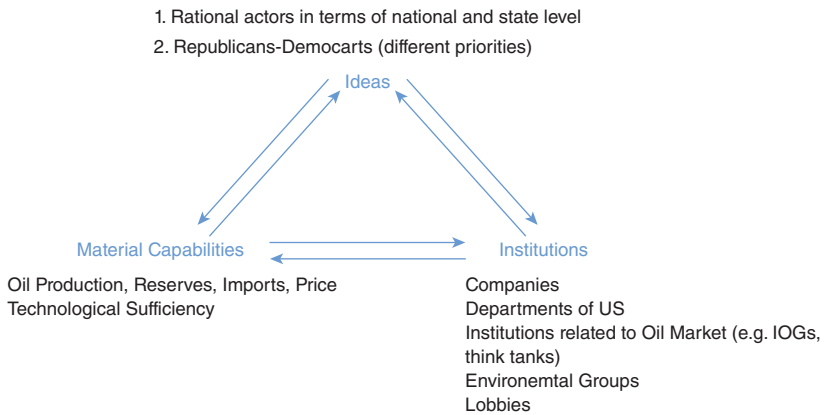 1. Rational actors in terms of national and state level
2. Republicans-Democarts (different priorities)
Ideas
Material Capabilities
Oil Production, Reserves, Imports, Price
Technological Sufficiency
Institutions
Companies
Departments of US
Institutions related to Oil Market (e.g. IOGs,
think tanks)
Environemtal Groups
Lobbies